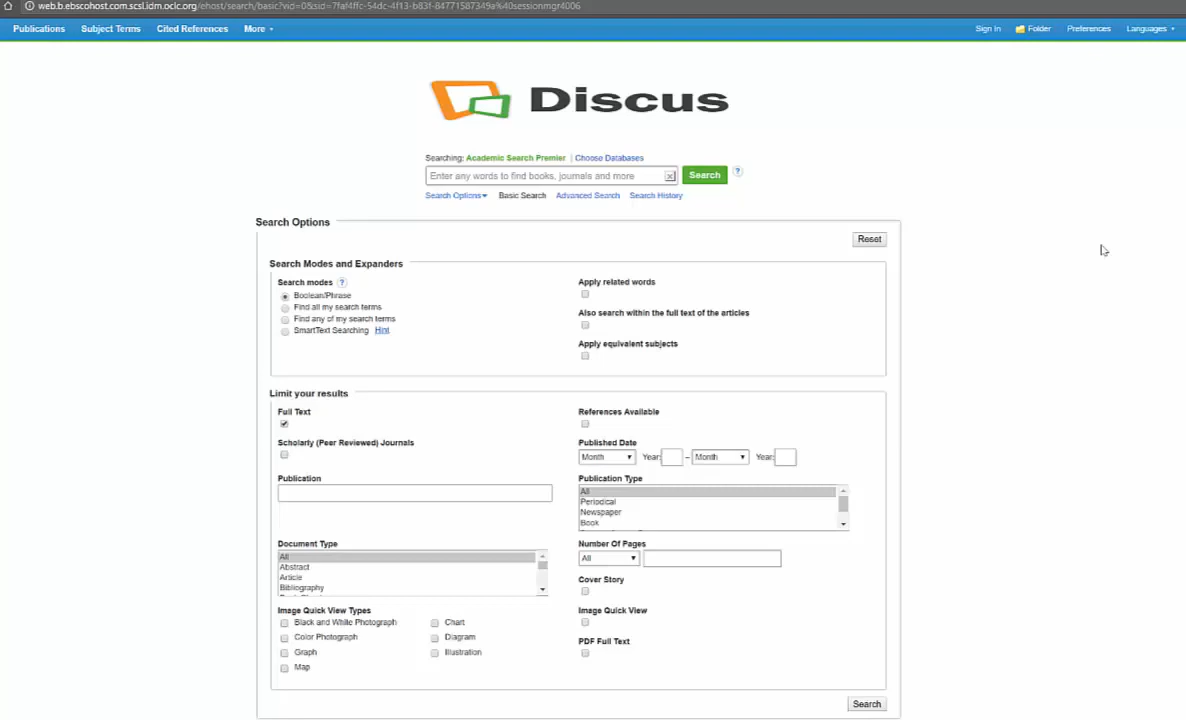 web.b.ebscohost.com.scsl.idm.oclc.org/ehost/search/basic?vid=0&sid=7faf4ffc-54dc-4f13-b83f-84771587349a%40sessionmgr4006
Publications Subject Terms Cited References More Sign In Folder Preferences Languages
Discus
Searching: Academic Search Premier | Choose Databases
Enter any words to find books, journals and more x Search ?
Search Options Basic Search Advanced Search Search History
Search Options
Reset
Search Modes and Expanders
Search modes ?
Boolean/Phrase
Find all my search terms
Find any of my search terms
SmartText Searching Hint
Apply related words
Also search within the full text of the articles
Apply equivalent subjects
Limit your results
Full Text
References Available
Scholarly (Peer Reviewed) Journals
Published Date
Month Year: – Month Year:
Publication
Publication Type
All
Periodical
Newspaper
Book
Document Type
All
Abstract
Article
Bibliography
Number Of Pages
All
Cover Story
Image Quick View Types
Black and White Photograph
Chart
Color Photograph
Diagram
Graph
Illustration
Map
Image Quick View
PDF Full Text
Search